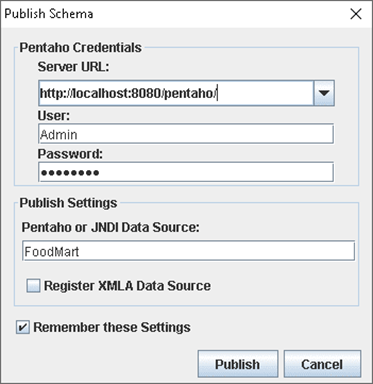 Publish Schema
Pentaho Credentials
Server URL:
http://localhost:8080/pentaho/
User:
Admin
Password:
●●●●●●●●
Publish Settings
Pentaho or JNDI Data Source:
FoodMart
Register XMLA Data Source
Remember these Settings
Publish Cancel